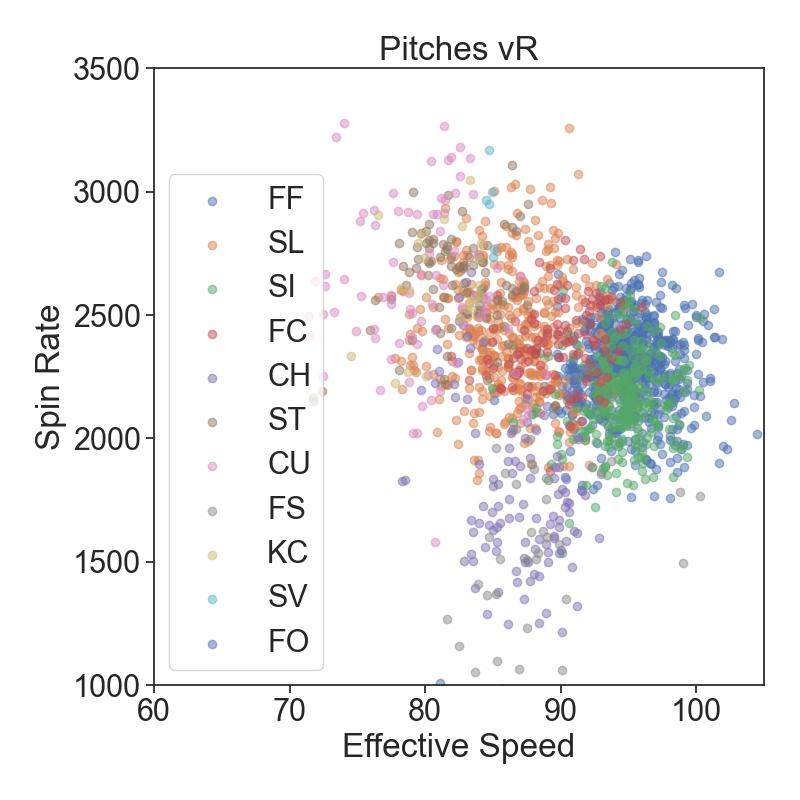 Pitches vR
3500
3000
2500
2000
1500
1000
Spin Rate
FF
SL
SI
FC
CH
ST
CU
FS
KC
SV
FO
60
70
80
90
100
Effective Speed